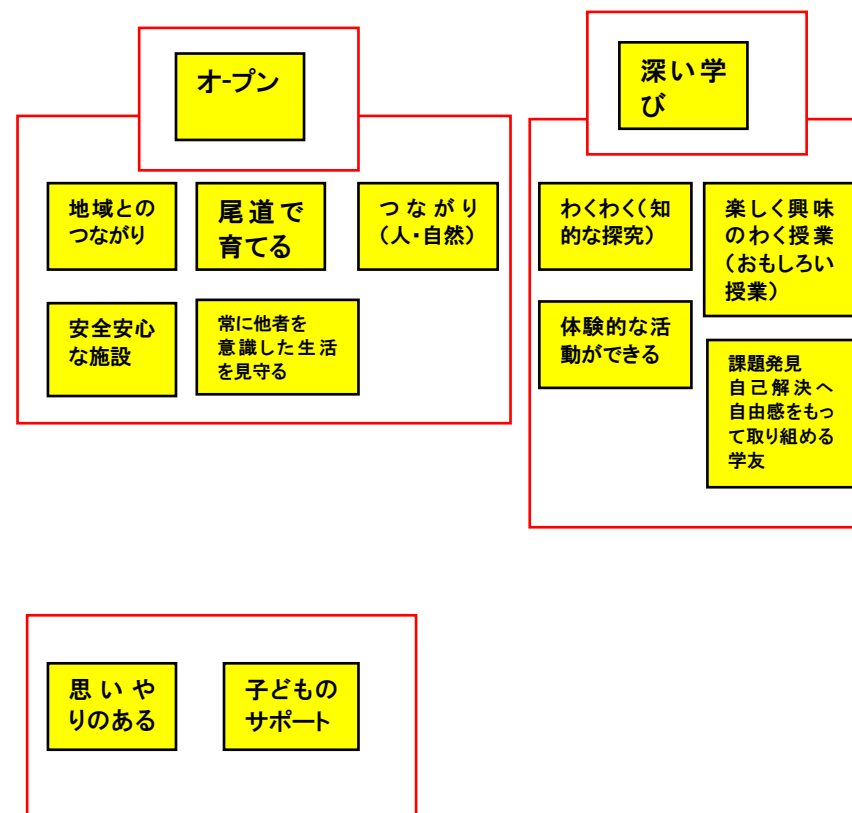 オープン
地域との
つながり
尾道で
育てる
つながり
（人・自然）
安全安心
な施設
常に他者を
意識した生活
を見守る
深い学
び
わくわく（知
的な探究）
楽しく興味
のわく授業
（おもしろい
授業）
体験的な活
動ができる
課題発見
自己解決へ
自由感をもっ
て取り組める
学友
思いや
りのある
子どもの
サポート